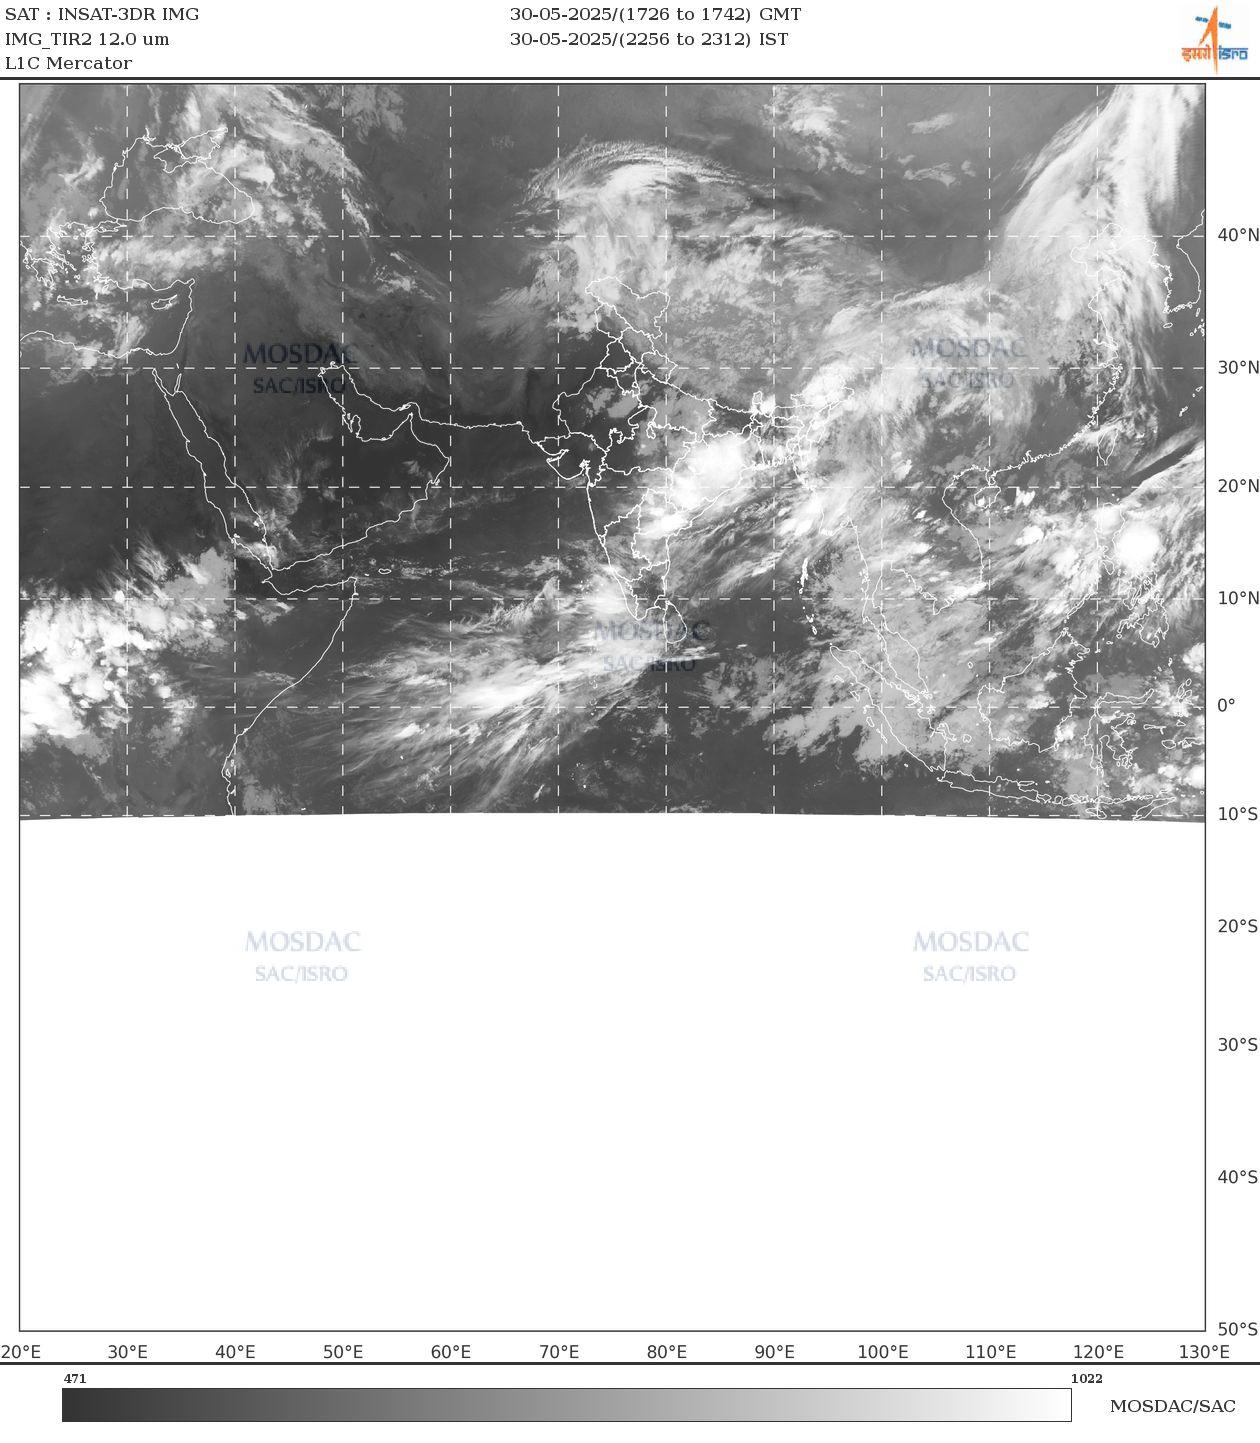 SAT : INSAT-3DR IMG
30-05-2025/(1726 to 1742) GMT
IMG_TIR2 12.0 um
30-05-2025/(2256 to 2312) IST
L1C Mercator
इसरो isro
40°N
MOSDAC
SAC/ISRO
MOSDAC
SAC/ISRO
30°N
20°N
10°N
MOSDAC
SAC/ISRO
0°
10°S
20°S
MOSDAC
SAC/ISRO
MOSDAC
SAC/ISRO
30°S
40°S
50°S
20°E 30°E 40°E 50°E 60°E 70°E 80°E 90°E 100°E 110°E 120°E 130°E
471
1022
MOSDAC/SAC